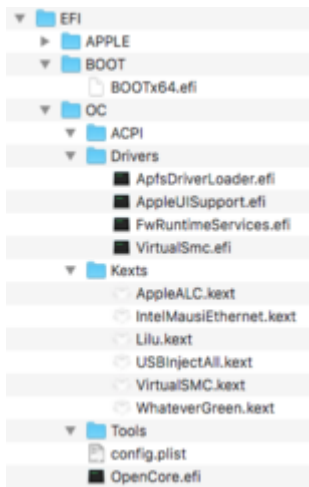 EFI
APPLE
BOOT
BOOTx64.efi
OC
ACPI
Drivers
ApfsDriverLoader.efi
AppleUISupport.efi
FwRuntimeServices.efi
VirtualSmc.efi
Kexts
AppleALC.kext
IntelMausiEthernet.kext
Lilu.kext
USBInjectAll.kext
VirtualSMC.kext
WhateverGreen.kext
Tools
config.plist
OpenCore.efi